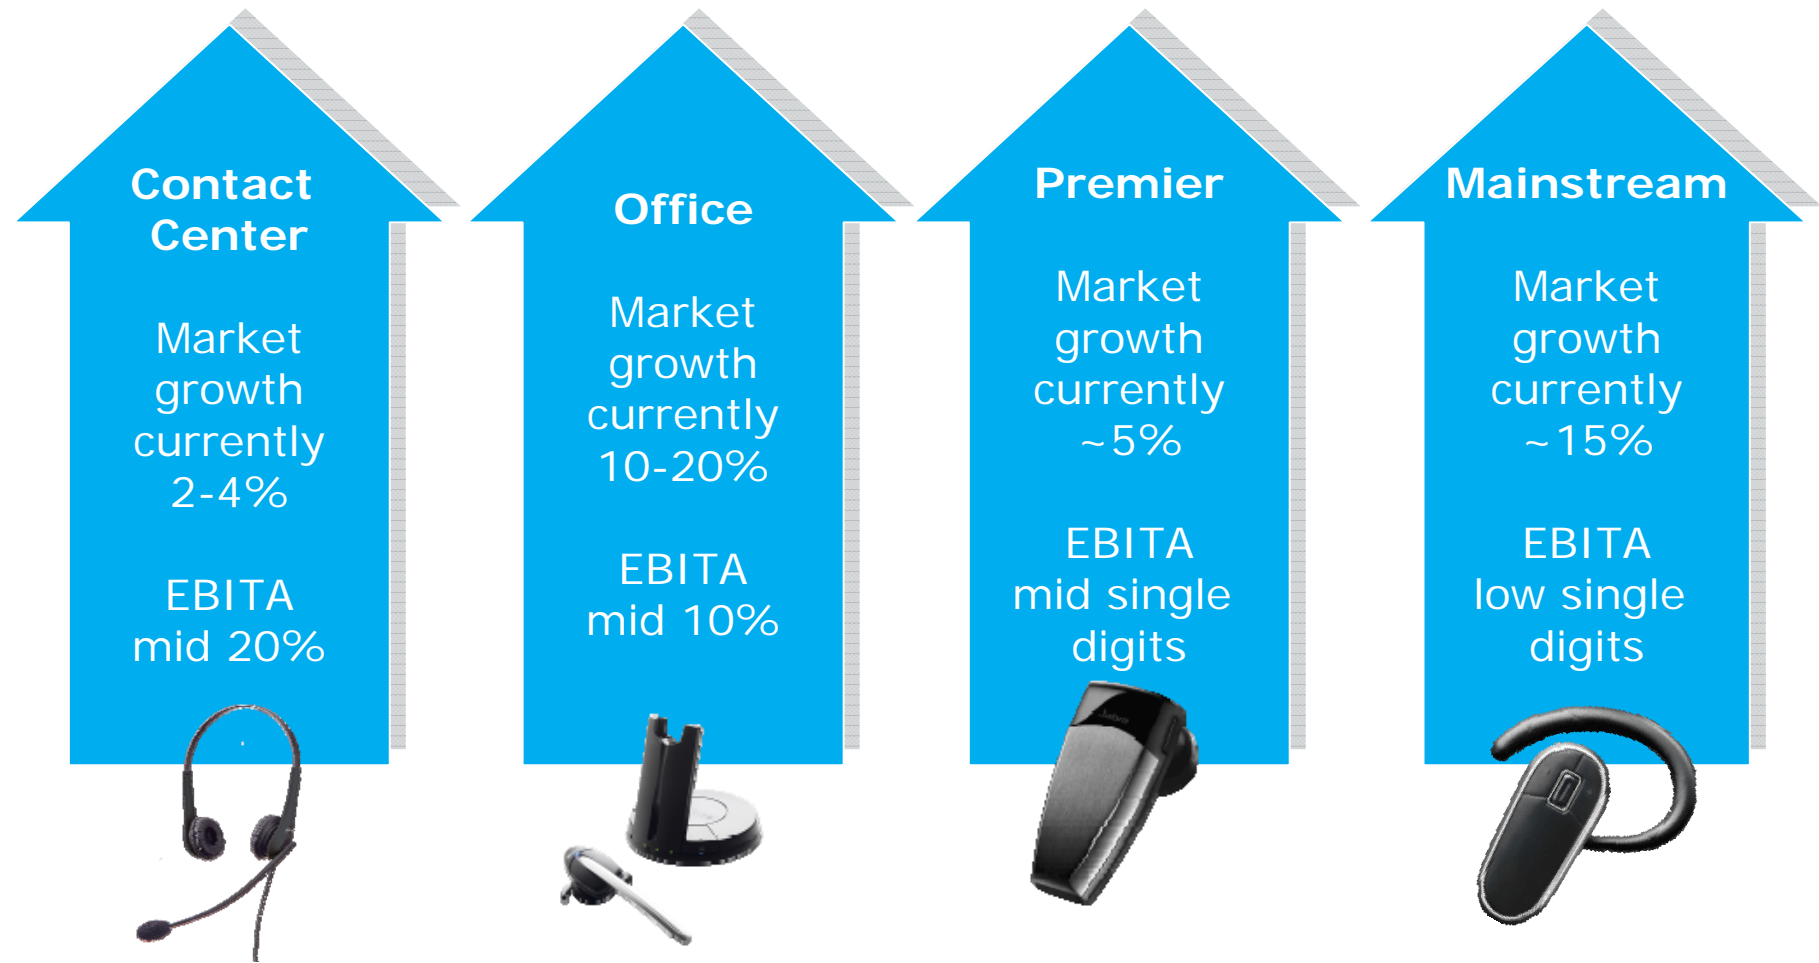 Contact
Center
Market
growth
currently
2-4%
EBITA
mid 20%
Office
Market
growth
currently
10-20%
EBITA
mid 10%
Premier
Market
growth
currently
~5%
EBITA
mid single
digits
Jabra
Mainstream
Market
growth
currently
~15%
EBITA
low single
digits